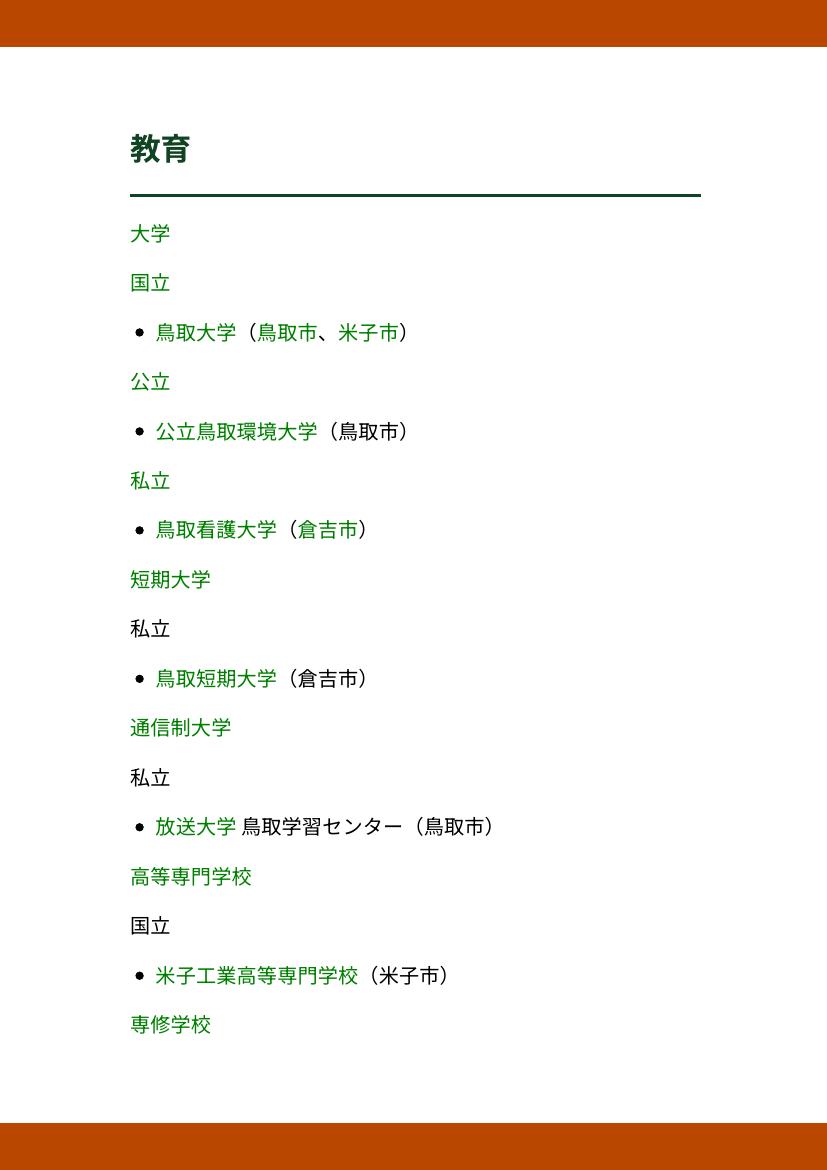 教育
大学
国立
• 鳥取大学（鳥取市、米子市）
公立
• 公立鳥取環境大学（鳥取市）
私立
• 鳥取看護大学（倉吉市）
短期大学
私立
• 鳥取短期大学（倉吉市）
通信制大学
私立
• 放送大学 鳥取学習センター（鳥取市）
高等専門学校
国立
• 米子工業高等専門学校（米子市）
専修学校